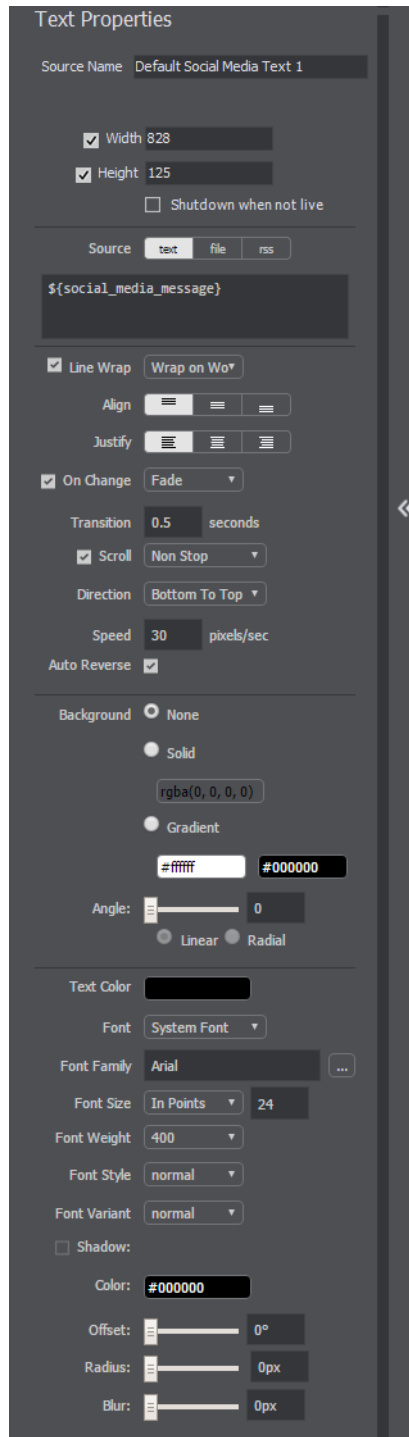 Text Properties
Source Name Default Social Media Text 1
Width 828
Height 125
Shutdown when not live
Source text file rss
${social_media_message}
Line Wrap Wrap on Wo
Align
Justify
On Change Fade
Transition 0.5 seconds
Scroll Non Stop
Direction Bottom To Top
Speed 30 pixels/sec
Auto Reverse
Background None
Solid
rgba(0, 0, 0, 0)
Gradient
#ffffff #000000
Angle: 0
Linear Radial
Text Color
Font System Font
Font Family Arial ...
Font Size In Points 24
Font Weight 400
Font Style normal
Font Variant normal
Shadow:
Color: #000000
Offset: 0°
Radius: 0px
Blur: 0px